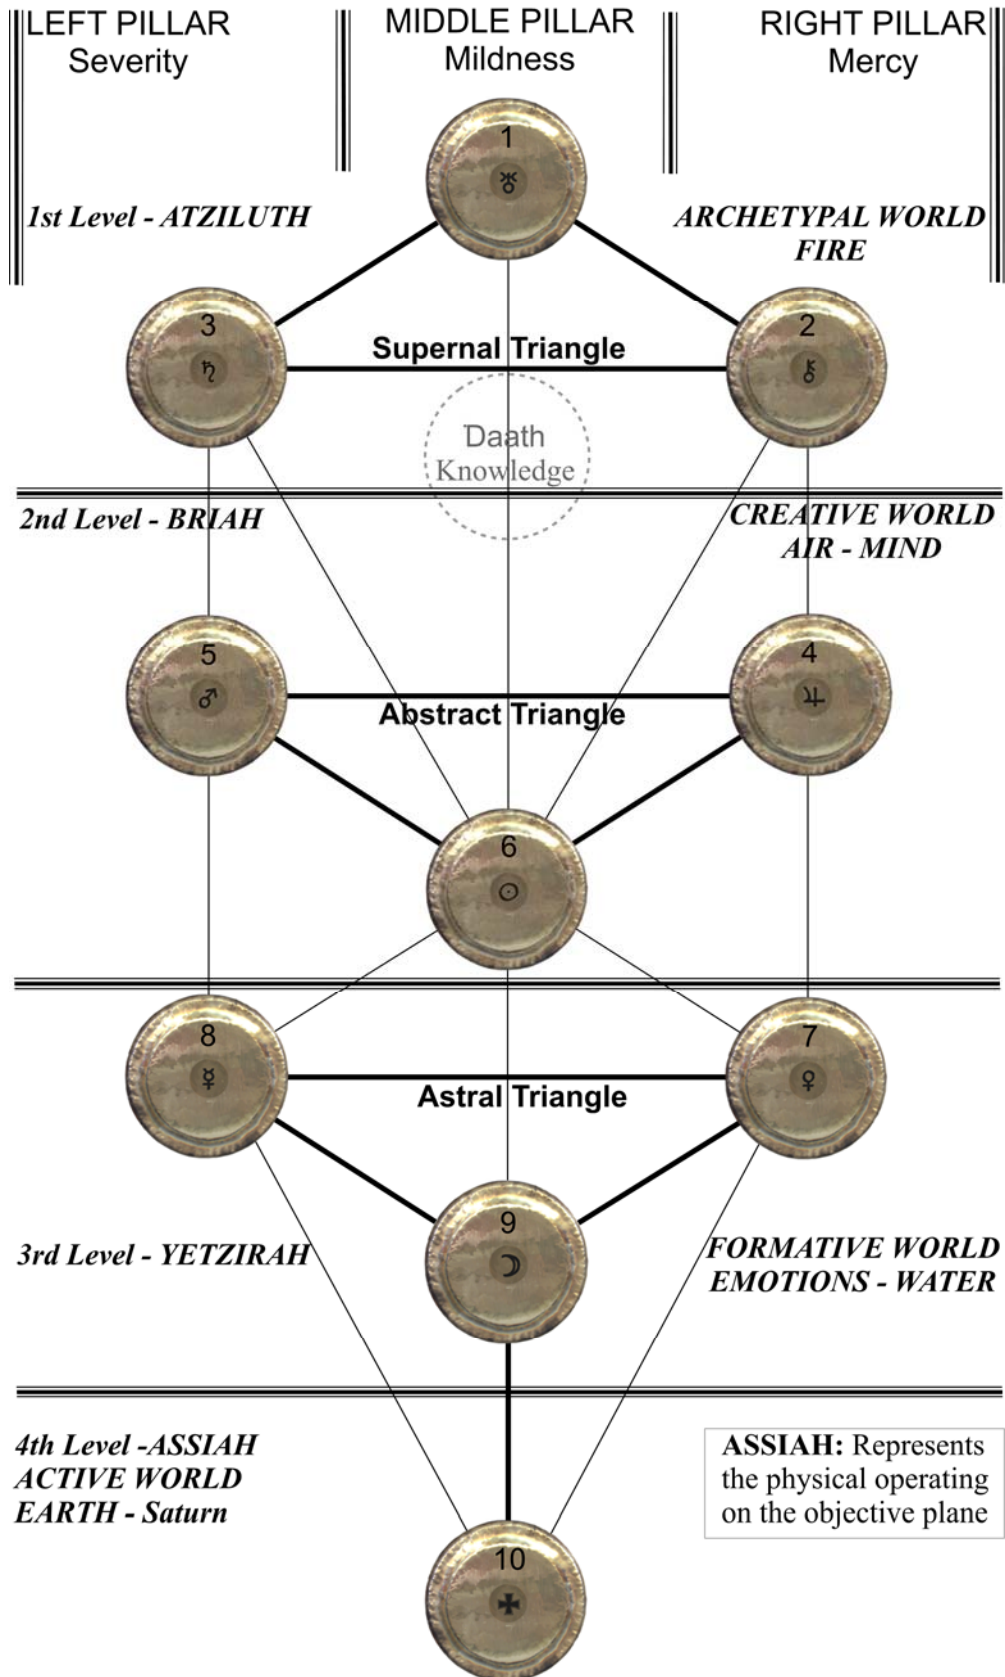 LEFT PILLAR
Severity
MIDDLE PILLAR
Mildness
RIGHT PILLAR
Mercy
1
♅
1st Level - ATZILUTH
ARCHETYPAL WORLD
FIRE
3
♄
2
⚷
Supernal Triangle
Daath
Knowledge
2nd Level - BRIAH
CREATIVE WORLD
AIR - MIND
5
♂
4
♃
Abstract Triangle
6
☉
8
☿
7
♀
Astral Triangle
9
☽
3rd Level - YETZIRAH
FORMATIVE WORLD
EMOTIONS - WATER
4th Level -ASSIAH
ACTIVE WORLD
EARTH - Saturn
ASSIAH: Represents
the physical operating
on the objective plane
10
✠